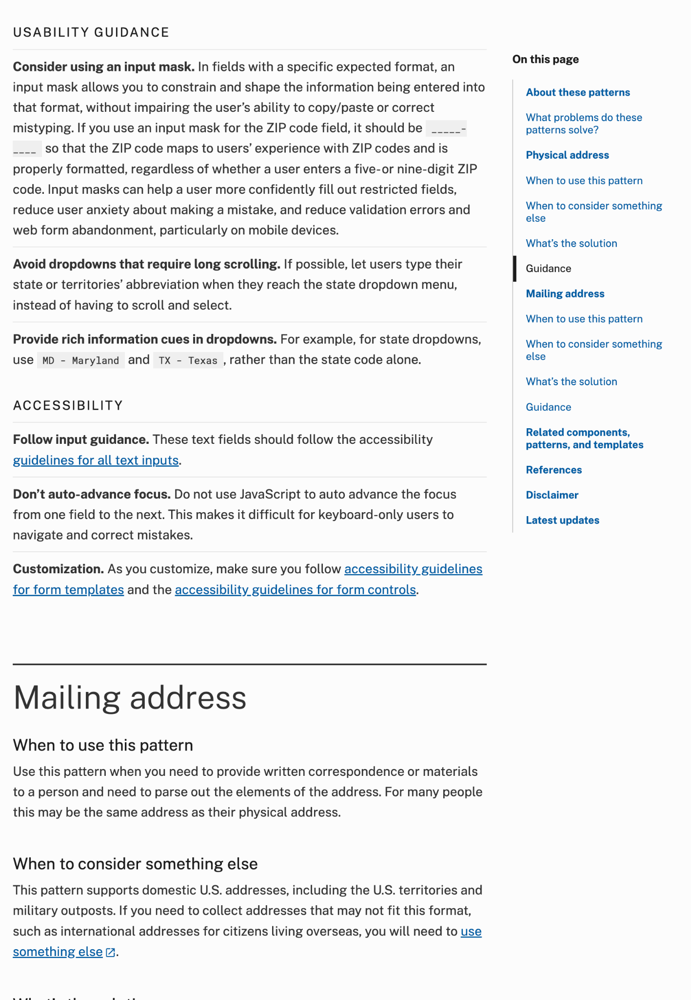 USABILITY GUIDANCE
Consider using an input mask. In fields with a specific expected format, an
input mask allows you to constrain and shape the information being entered into
that format, without impairing the user’s ability to copy/paste or correct
mistyping. If you use an input mask for the ZIP code field, it should be _____-
____ so that the ZIP code maps to users’ experience with ZIP codes and is
properly formatted, regardless of whether a user enters a five- or nine-digit ZIP
code. Input masks can help a user more confidently fill out restricted fields,
reduce user anxiety about making a mistake, and reduce validation errors and
web form abandonment, particularly on mobile devices.
Avoid dropdowns that require long scrolling. If possible, let users type their
state or territories’ abbreviation when they reach the state dropdown menu,
instead of having to scroll and select.
Provide rich information cues in dropdowns. For example, for state dropdowns,
use MD - Maryland and TX - Texas , rather than the state code alone.
ACCESSIBILITY
Follow input guidance. These text fields should follow the accessibility
guidelines for all text inputs.
Don’t auto-advance focus. Do not use JavaScript to auto advance the focus
from one field to the next. This makes it difficult for keyboard-only users to
navigate and correct mistakes.
Customization. As you customize, make sure you follow accessibility guidelines
for form templates and the accessibility guidelines for form controls.
Mailing address
When to use this pattern
Use this pattern when you need to provide written correspondence or materials
to a person and need to parse out the elements of the address. For many people
this may be the same address as their physical address.
When to consider something else
This pattern supports domestic U.S. addresses, including the U.S. territories and
military outposts. If you need to collect addresses that may not fit this format,
such as international addresses for citizens living overseas, you will need to use
something else.
On this page
About these patterns
What problems do these
patterns solve?
Physical address
When to use this pattern
When to consider something
else
What’s the solution
Guidance
Mailing address
When to use this pattern
When to consider something
else
What’s the solution
Guidance
Related components,
patterns, and templates
References
Disclaimer
Latest updates